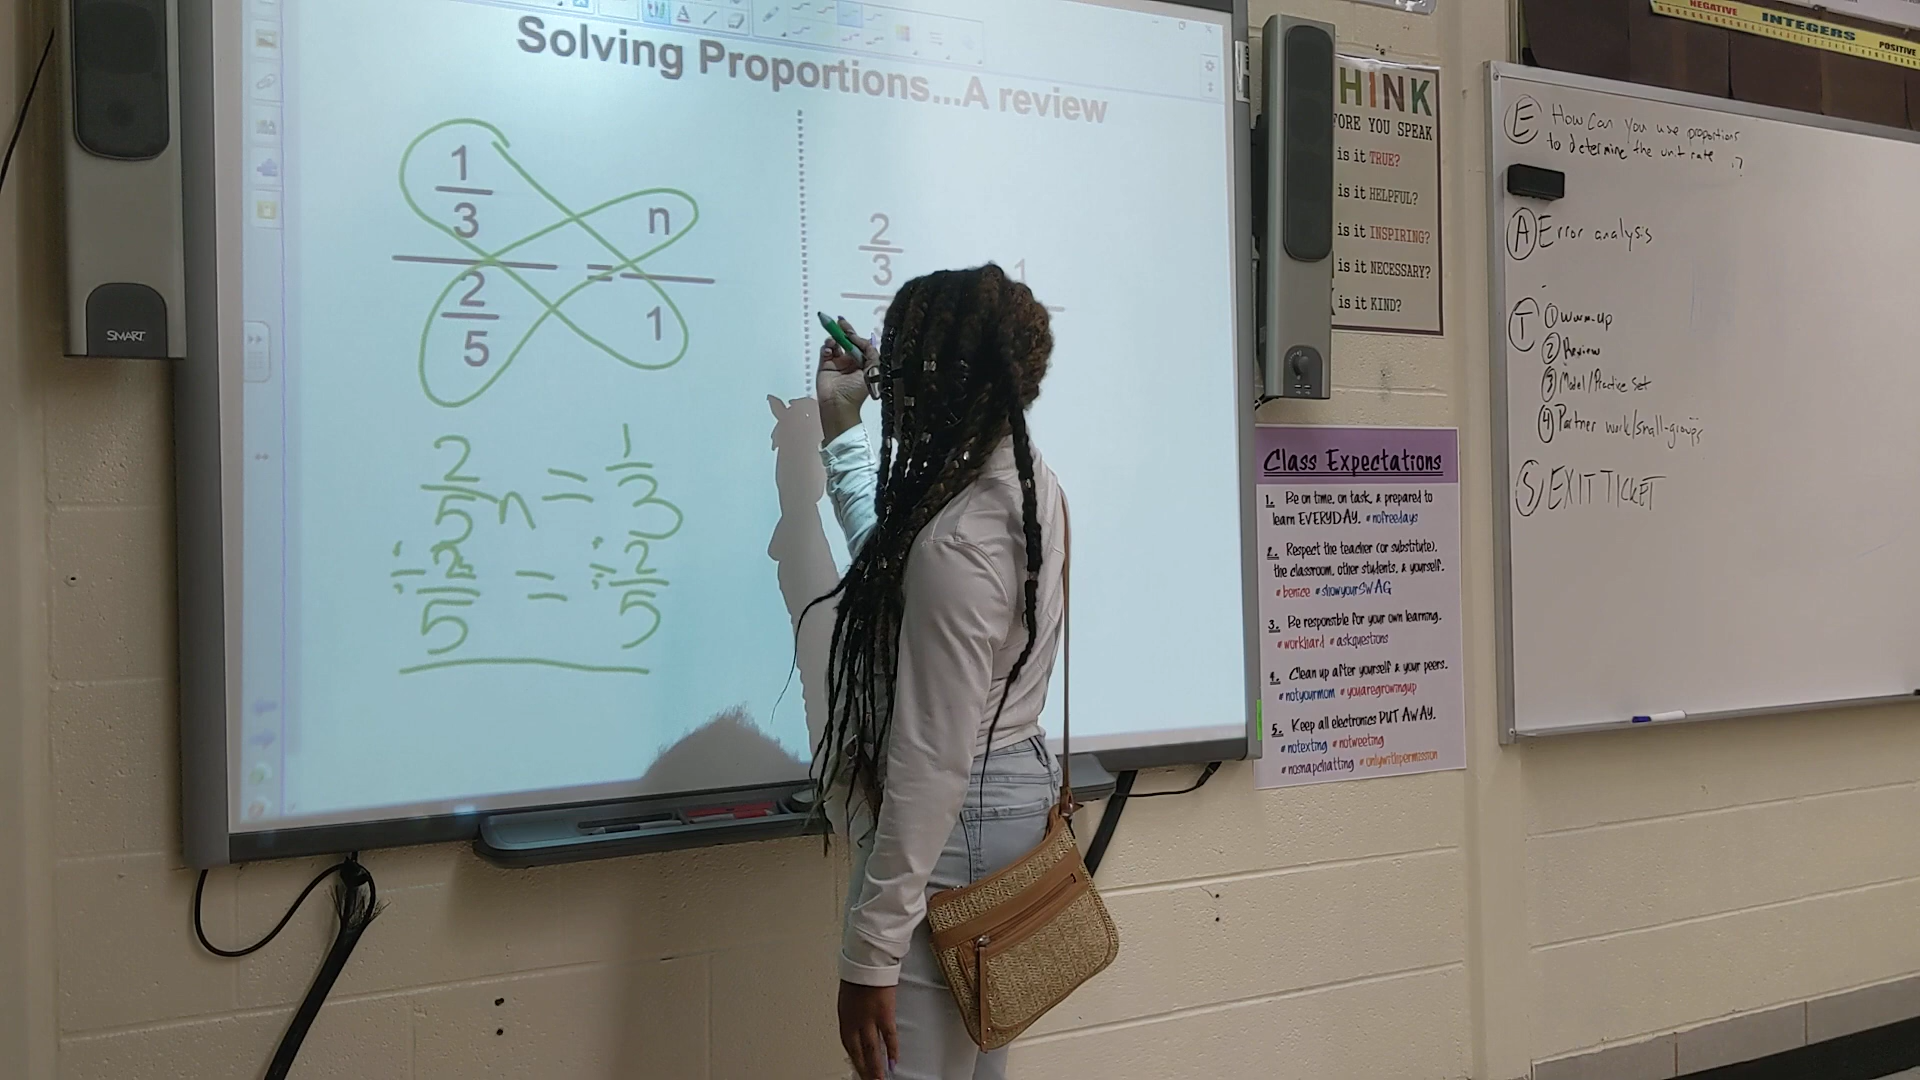 Solving Proportions...A review
1
3
n
=
2
5
1
2
5 n = 1
3
÷ 2
5 = ÷ 2
5
2
3
1
SMART
HINK
FORE YOU SPEAK
is it TRUE?
is it HELPFUL?
is it INSPIRING?
is it NECESSARY?
is it KIND?
Class Expectations
1. Be on time, on task, & prepared to
learn EVERYDAY. #nofreedays
2. Respect the teacher (or substitute),
the classroom, other students, & yourself.
#benice #showyourSWAG
3. Be responsible for your own learning.
#workhard #askquestions
4. Clean up after yourself & your peers.
#notyourmom #youaregrowingup
5. Keep all electronics PUT AWAY.
#notexting #notweeting
#nosnapchatting #onlywithpermission
NEGATIVE INTEGERS POSITIVE
E How can you use proportions
to determine the unit rate ?
A Error analysis
T 1 Warm-up
2 Review
3 Model/Practice set
4 Partner work/small-groups
S EXIT TICKET